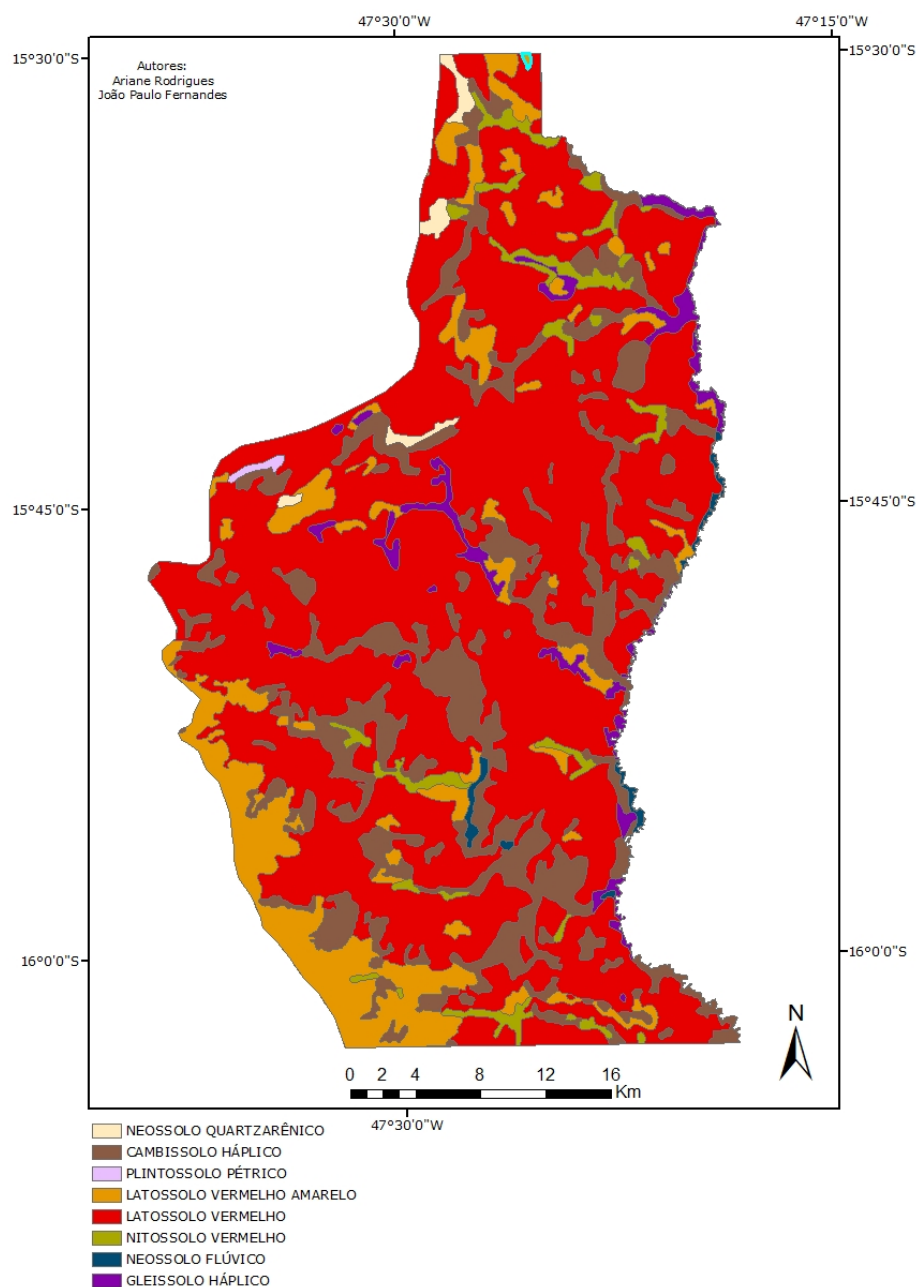 47°30'0"W
47°15'0"W
15°30'0"S
15°30'0"S
Autores:
Ariane Rodrigues
João Paulo Fernandes
15°45'0"S
15°45'0"S
16°0'0"S
16°0'0"S
N
0 2 4 8 12 16
Km
47°30'0"W
NEOSSOLO QUARTZARÊNICO
CAMBISSOLO HÁPLICO
PLINTOSSOLO PÉTRICO
LATOSSOLO VERMELHO AMARELO
LATOSSOLO VERMELHO
NITOSSOLO VERMELHO
NEOSSOLO FLÚVICO
GLEISSOLO HÁPLICO